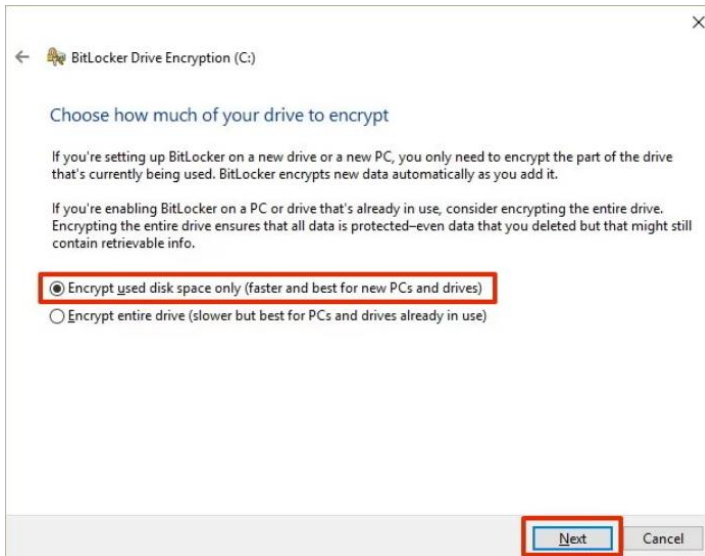 BitLocker Drive Encryption (C:)
Choose how much of your drive to encrypt
If you're setting up BitLocker on a new drive or a new PC, you only need to encrypt the part of the drive
that's currently being used. BitLocker encrypts new data automatically as you add it.
If you're enabling BitLocker on a PC or drive that's already in use, consider encrypting the entire drive.
Encrypting the entire drive ensures that all data is protected–even data that you deleted but that might still
contain retrievable info.
Encrypt used disk space only (faster and best for new PCs and drives)
Encrypt entire drive (slower but best for PCs and drives already in use)
Next Cancel